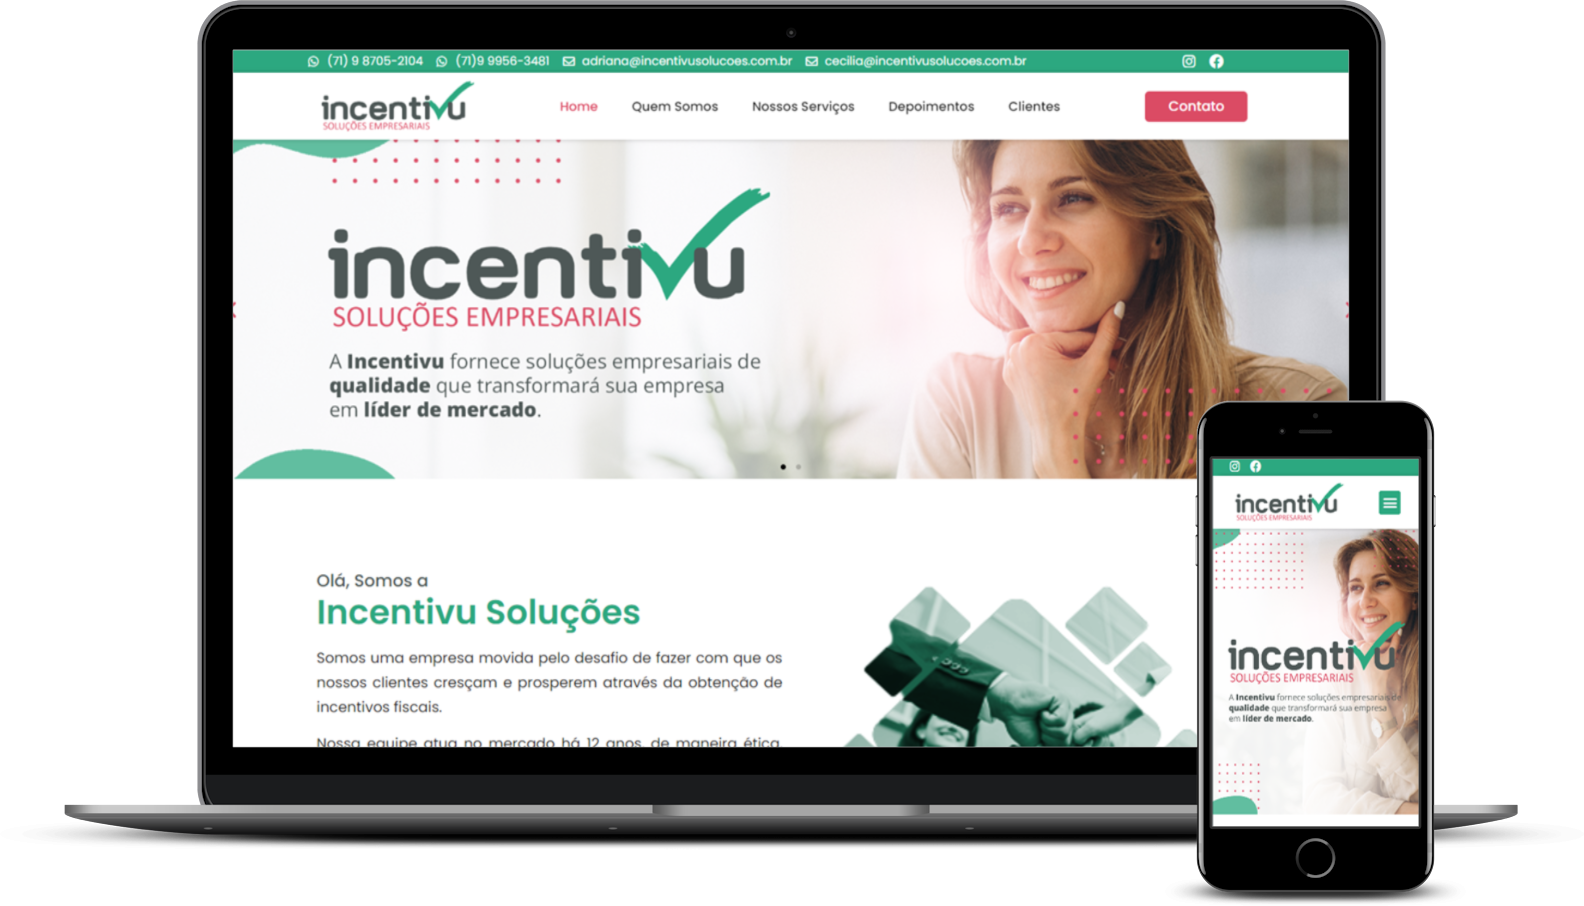 (71) 9 8705-2104 (71)9 9956-3481 adriana@incentivusolucoes.com.br cecilia@incentivusolucoes.com.br
incentivu
SOLUÇÕES EMPRESARIAIS
Home Quem Somos Nossos Serviços Depoimentos Clientes Contato
incentivu
SOLUÇÕES EMPRESARIAIS
A Incentivu fornece soluções empresariais de
qualidade que transformará sua empresa
em líder de mercado.
Olá, Somos a
Incentivu Soluções
Somos uma empresa movida pelo desafio de fazer com que os
nossos clientes cresçam e prosperem através da obtenção de
incentivos fiscais.
Nossa equipe atua no mercado há 12 anos, de maneira ética,
incentivu
SOLUÇÕES EMPRESARIAIS
incentivu
SOLUÇÕES EMPRESARIAIS
A Incentivu fornece soluções empresariais de
qualidade que transformará sua empresa
em líder de mercado.